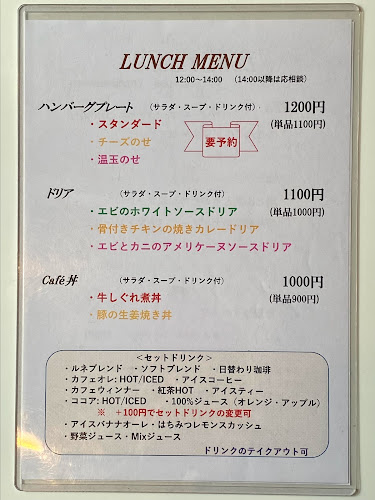 LUNCH MENU
12:00〜14:00 (14:00以降は応相談)
ハンバーグプレート (サラダ・スープ・ドリンク付) 1200円
・スタンダード (単品1100円)
・チーズのせ 要予約
・温玉のせ
ドリア (サラダ・スープ・ドリンク付) 1100円
・エビのホワイトソースドリア (単品1000円)
・骨付きチキンの焼きカレードリア
・エビとカニのアメリケーヌソースドリア
Café丼 (サラダ・スープ・ドリンク付) 1000円
・牛しぐれ煮丼 (単品900円)
・豚の生姜焼き丼
＜セットドリンク＞
・ルネブレンド ・ソフトブレンド ・日替わり珈琲
・カフェオレ: HOT/ICED ・アイスコーヒー
・カフェウィンナー ・紅茶HOT ・アイスティー
・ココア: HOT/ICED ・100%ジュース (オレンジ・アップル)
※ +100円でセットドリンクの変更可
・アイスバナナオーレ・はちみつレモンスカッシュ
・野菜ジュース・Mixジュース
ドリンクのテイクアウト可